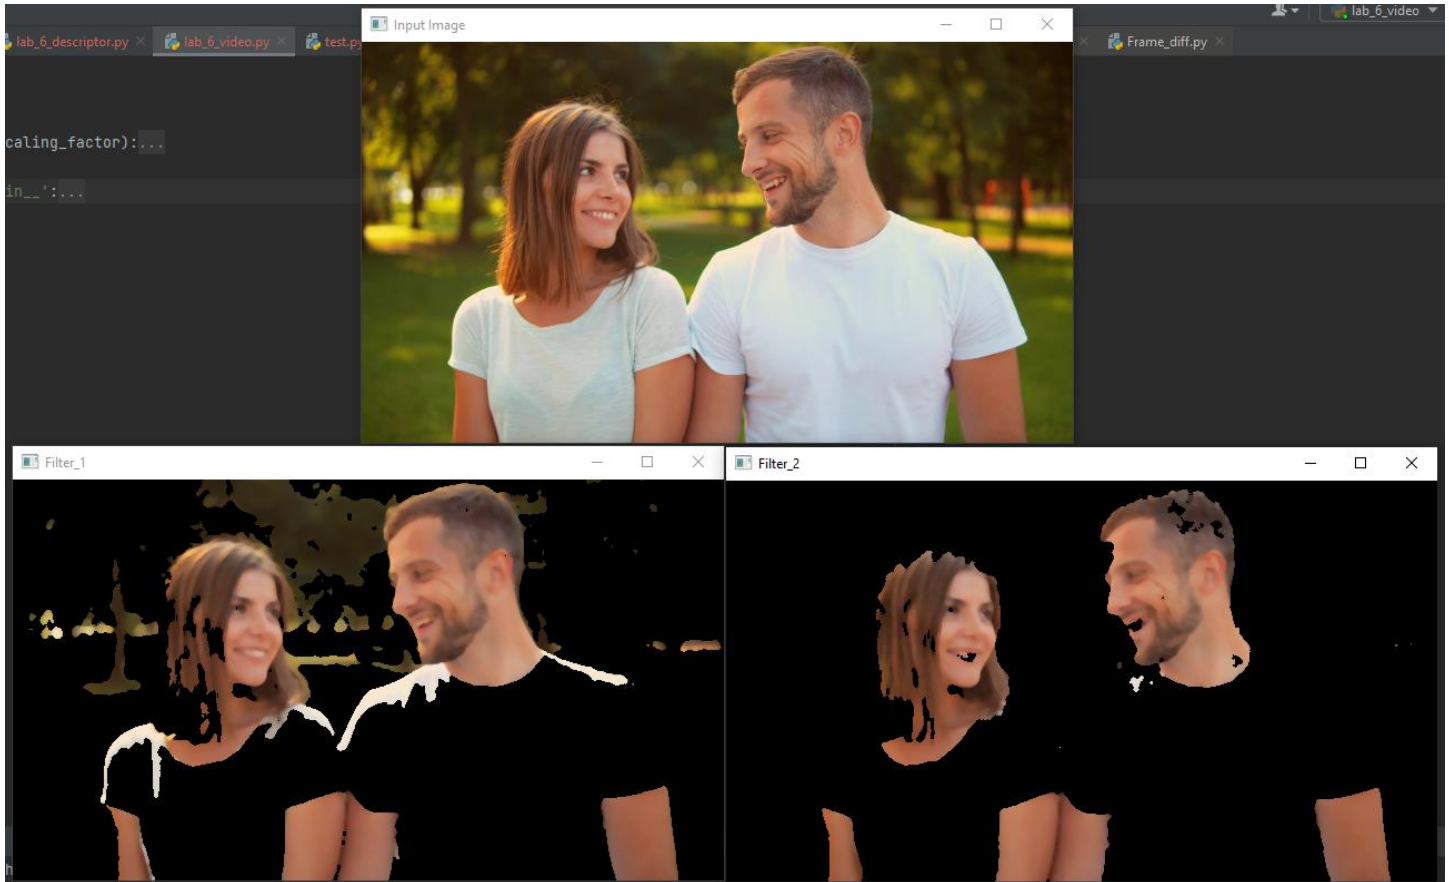 Input Image
lab_6_video
lab_6_descriptor.py
lab_6_video.py
test.py
Frame_diff.py
caling_factor):...
in__':...
Filter_1
Filter_2
h